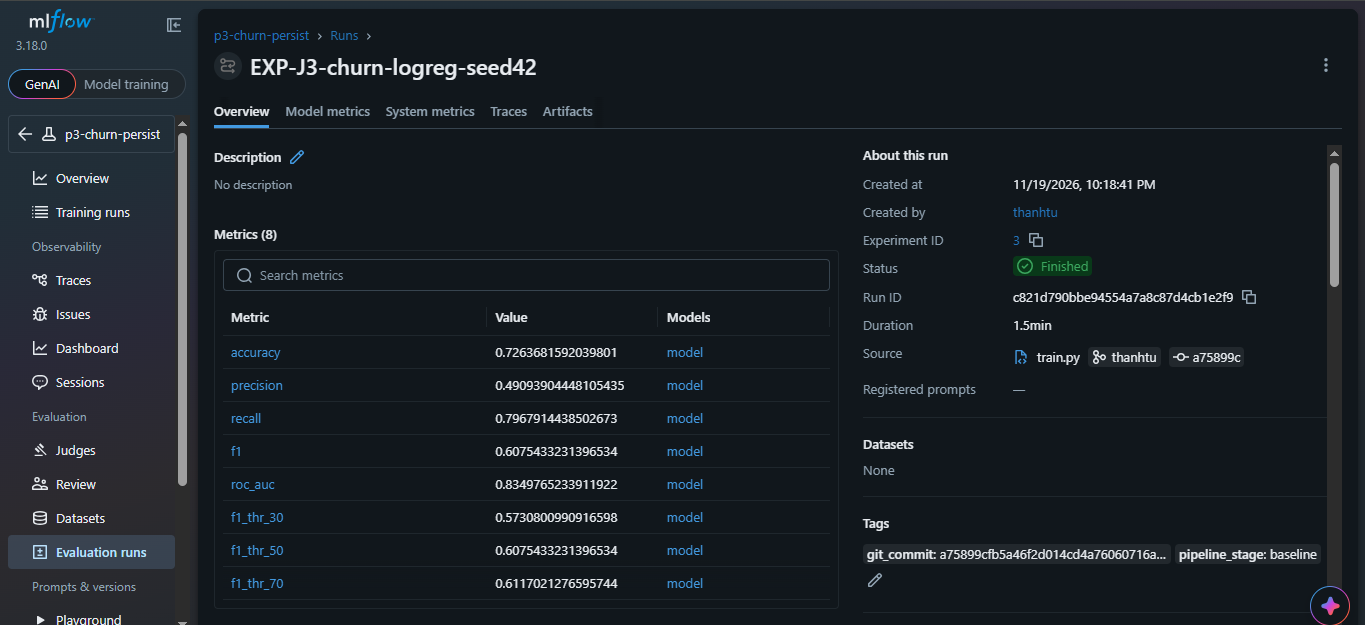 mlflow
3.18.0
GenAI Model training
p3-churn-persist
Overview
Training runs
Observability
Traces
Issues
Dashboard
Sessions
Evaluation
Judges
Review
Datasets
Evaluation runs
Prompts & versions
Playground
p3-churn-persist › Runs ›
EXP-J3-churn-logreg-seed42
Overview Model metrics System metrics Traces Artifacts
Description
No description
Metrics (8)
Search metrics
Metric Value Models
accuracy 0.7263681592039801 model
precision 0.49093904448105435 model
recall 0.7967914438502673 model
f1 0.6075433231396534 model
roc_auc 0.8349765233911922 model
f1_thr_30 0.5730800990916598 model
f1_thr_50 0.6075433231396534 model
f1_thr_70 0.6117021276595744 model
About this run
Created at 11/19/2026, 10:18:41 PM
Created by thanhtu
Experiment ID 3
Status Finished
Run ID c821d790bbe94554a7a8c87d4cb1e2f9
Duration 1.5min
Source train.py thanhtu a75899c
Registered prompts —
Datasets
None
Tags
git_commit: a75899cfb5a46f2d014cd4a76060716a... pipeline_stage: baseline